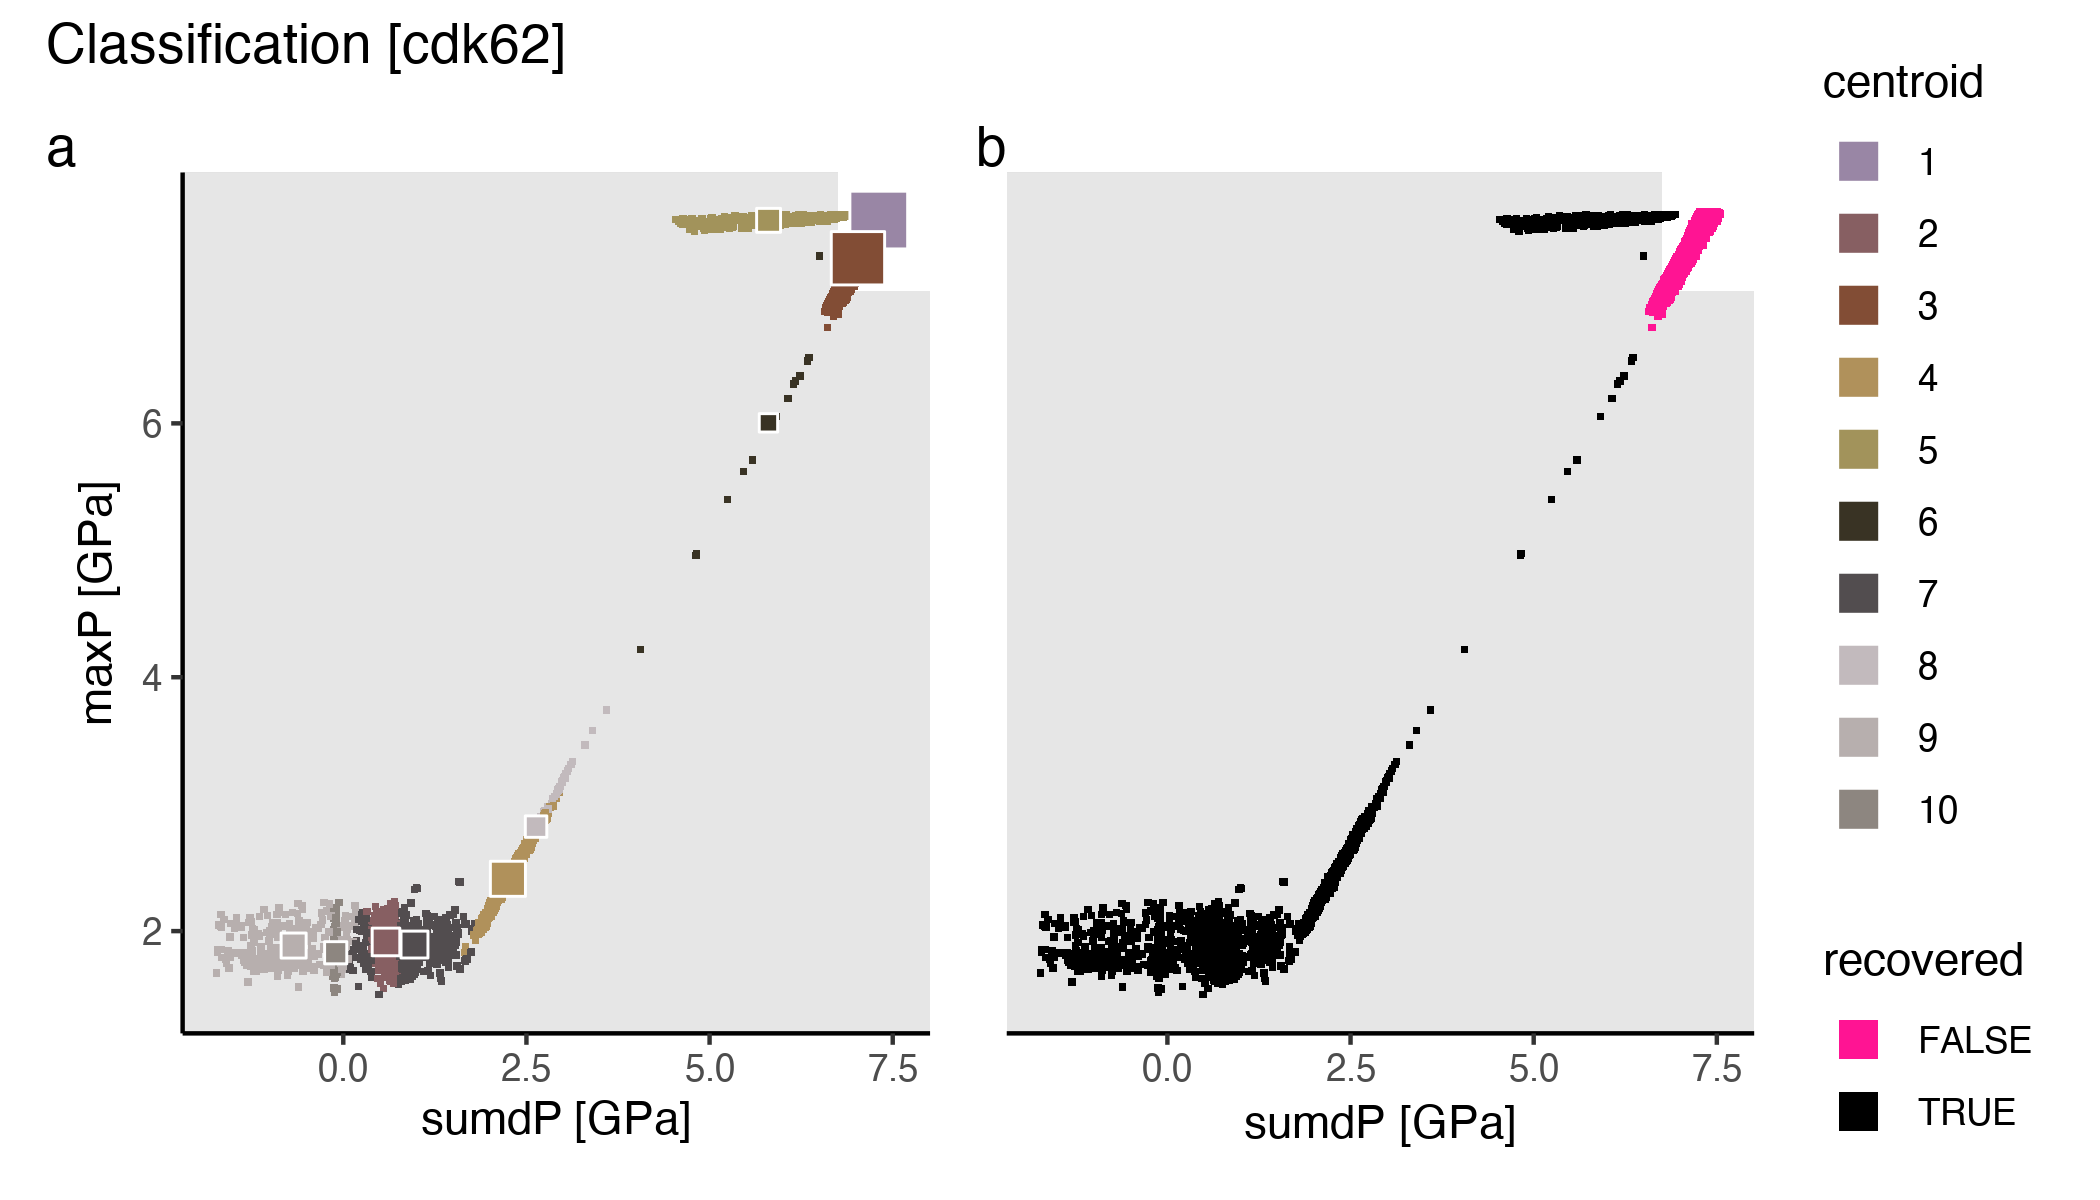 Classification [cdk62]
a
b
maxP [GPa]
6
4
2
0.0 2.5 5.0 7.5
sumdP [GPa]
0.0 2.5 5.0 7.5
sumdP [GPa]
centroid
1
2
3
4
5
6
7
8
9
10
recovered
FALSE
TRUE